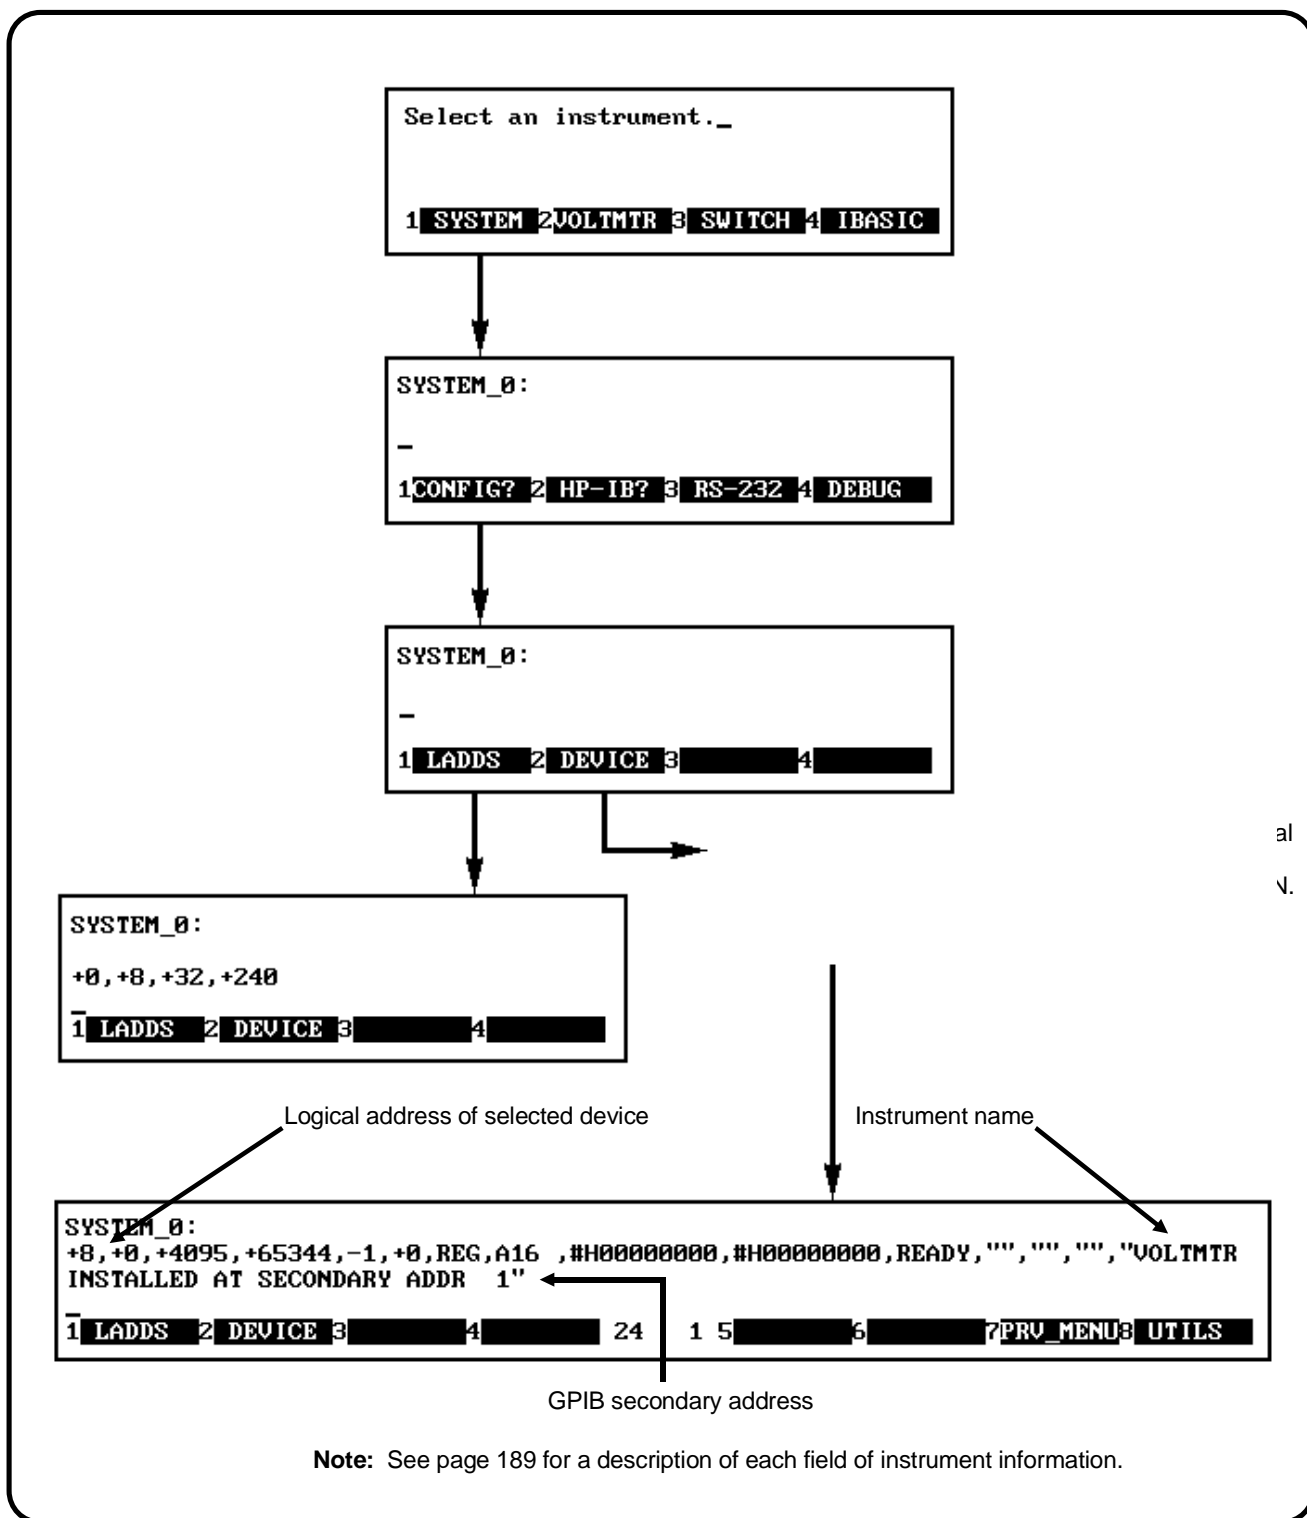 Select an instrument._
1 SYSTEM 2 VOLTMTR 3 SWITCH 4 IBASIC
SYSTEM_0:
_
1 CONFIG? 2 HP-IB? 3 RS-232 4 DEBUG
SYSTEM_0:
_
1 LADDS 2 DEVICE 3 4
al
N.
SYSTEM_0:
+0,+8,+32,+240
_
1 LADDS 2 DEVICE 3 4
Logical address of selected device
Instrument name
SYSTEM_0:
+8,+0,+4095,+65344,-1,+0,REG,A16 ,#H00000000,#H00000000,READY,"","","","VOLTMTR
INSTALLED AT SECONDARY ADDR 1"
_
1 LADDS 2 DEVICE 3 4 24 1 5 6 7 PRV_MENU 8 UTILS
GPIB secondary address
Note: See page 189 for a description of each field of instrument information.